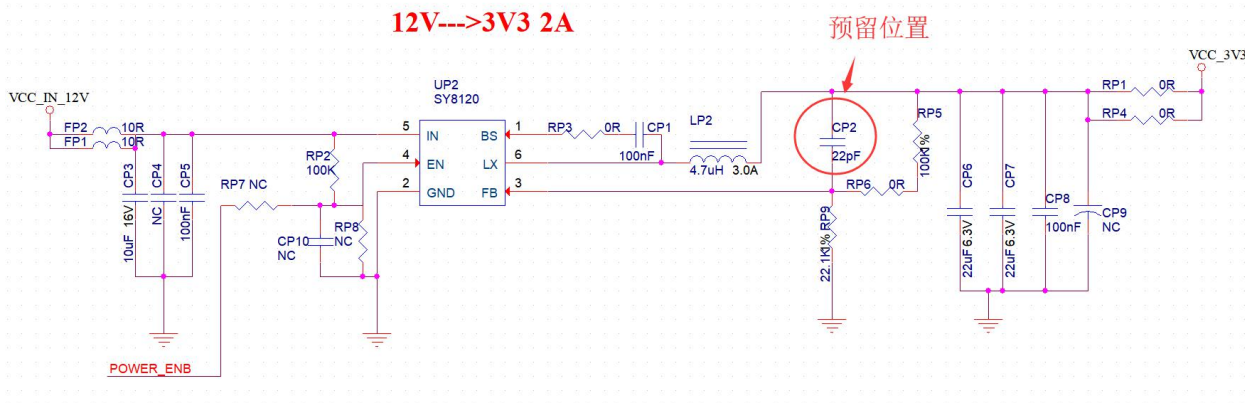 12V--->3V3 2A
预留位置
VCC_3V3
VCC_IN_12V
UP2
SY8120
FP2 10R
FP1 10R
5 IN BS 1
4 EN LX 6
2 GND FB 3
RP3 0R
CP1
100nF
LP2
4.7uH 3.0A
CP2
22pF
RP5
100K1%
RP1 0R
RP4 0R
CP3
10uF 16V
CP4
NC
CP5
100nF
RP2
100K
RP7 NC
CP10
NC
RP8
NC
RP6 0R
RP9
22.1K1%
CP6
22uF 6.3V
CP7
22uF 6.3V
CP8
100nF
CP9
NC
POWER_ENB